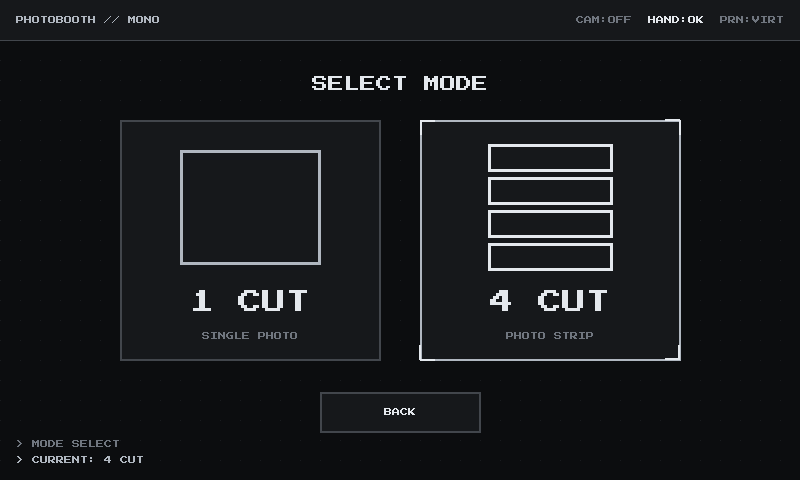 PHOTOBOOTH // MONO
CAM:OFF HAND:OK PRN:VIRT
SELECT MODE
1 CUT
SINGLE PHOTO
4 CUT
PHOTO STRIP
BACK
> MODE SELECT
> CURRENT: 4 CUT